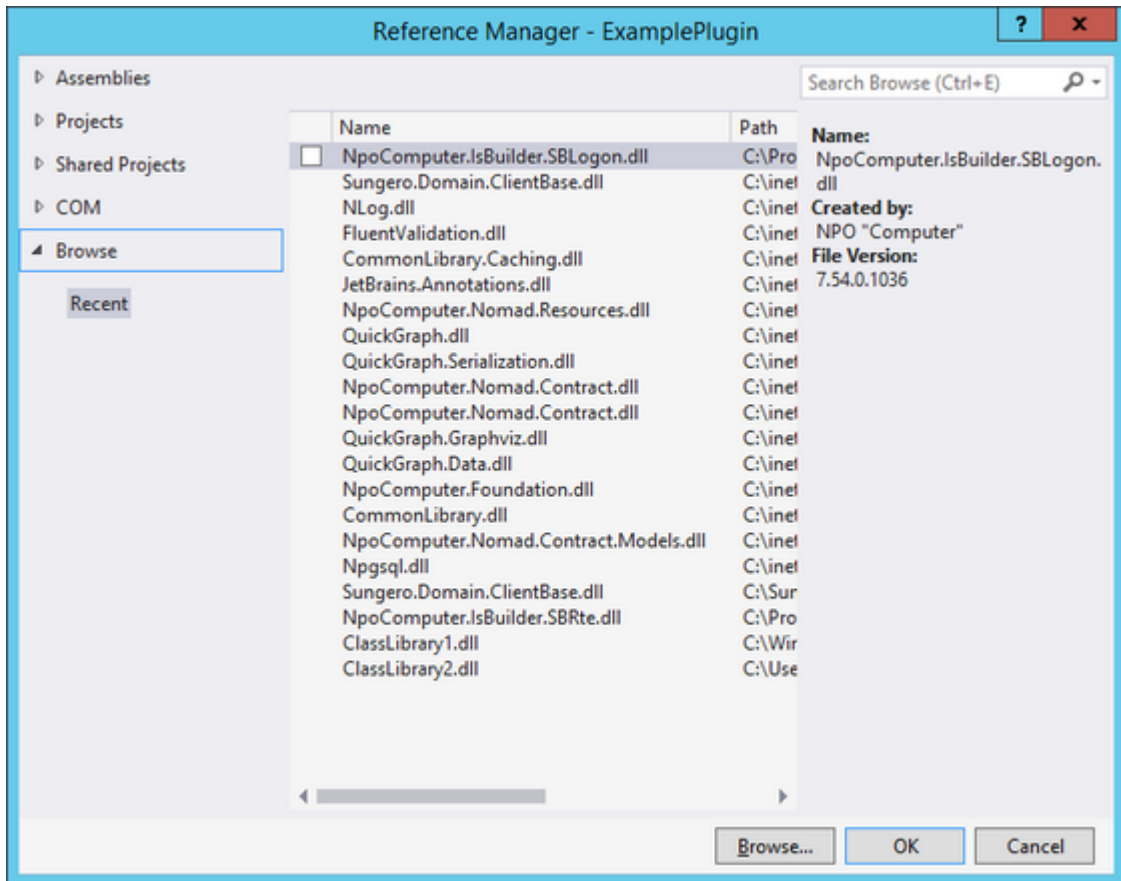 Reference Manager - ExamplePlugin
?
x
Assemblies
Projects
Shared Projects
COM
Browse
Recent
Name Path
NpoComputer.IsBuilder.SBLogon.dll C:\Pro
Sungero.Domain.ClientBase.dll C:\inet
NLog.dll C:\inet
FluentValidation.dll C:\inet
CommonLibrary.Caching.dll C:\inet
JetBrains.Annotations.dll C:\inet
NpoComputer.Nomad.Resources.dll C:\inet
QuickGraph.dll C:\inet
QuickGraph.Serialization.dll C:\inet
NpoComputer.Nomad.Contract.dll C:\inet
NpoComputer.Nomad.Contract.dll C:\inet
QuickGraph.Graphviz.dll C:\inet
QuickGraph.Data.dll C:\inet
NpoComputer.Foundation.dll C:\inet
CommonLibrary.dll C:\inet
NpoComputer.Nomad.Contract.Models.dll C:\inet
Npgsql.dll C:\inet
Sungero.Domain.ClientBase.dll C:\Sur
NpoComputer.IsBuilder.SBRte.dll C:\Pro
ClassLibrary1.dll C:\Wir
ClassLibrary2.dll C:\Use
Search Browse (Ctrl+E)
Name:
NpoComputer.IsBuilder.SBLogon.
dll
Created by:
NPO "Computer"
File Version:
7.54.0.1036
Browse... OK Cancel